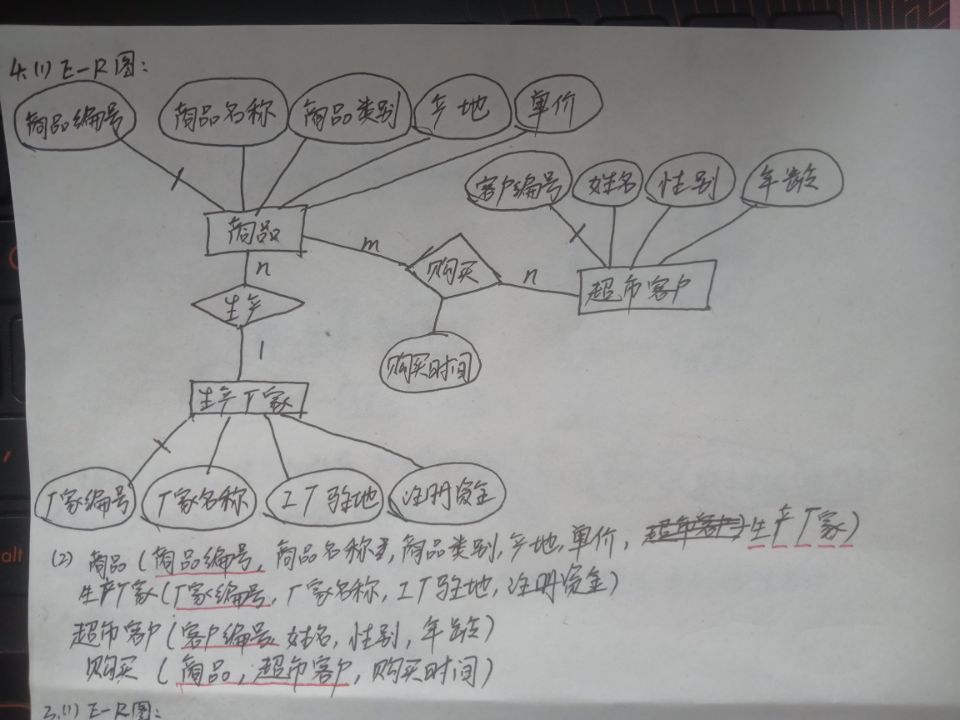 4.(1) E-R图:
商品编号 商品名称 商品类别 产地 单价
客户编号 姓名 性别 年龄
商品 m 购买 n 超市客户
n
生产
购买时间
1
生产厂家
厂家编号 厂家名称 工厂驻地 注册资金
(2) 商品(商品编号, 商品名称, 商品类别, 产地, 单价, 生产厂家)
生产厂家(厂家编号, 厂家名称, 工厂驻地, 注册资金)
超市客户(客户编号, 姓名, 性别, 年龄)
购买(商品, 超市客户, 购买时间)
3.(1) E-R图:
alt